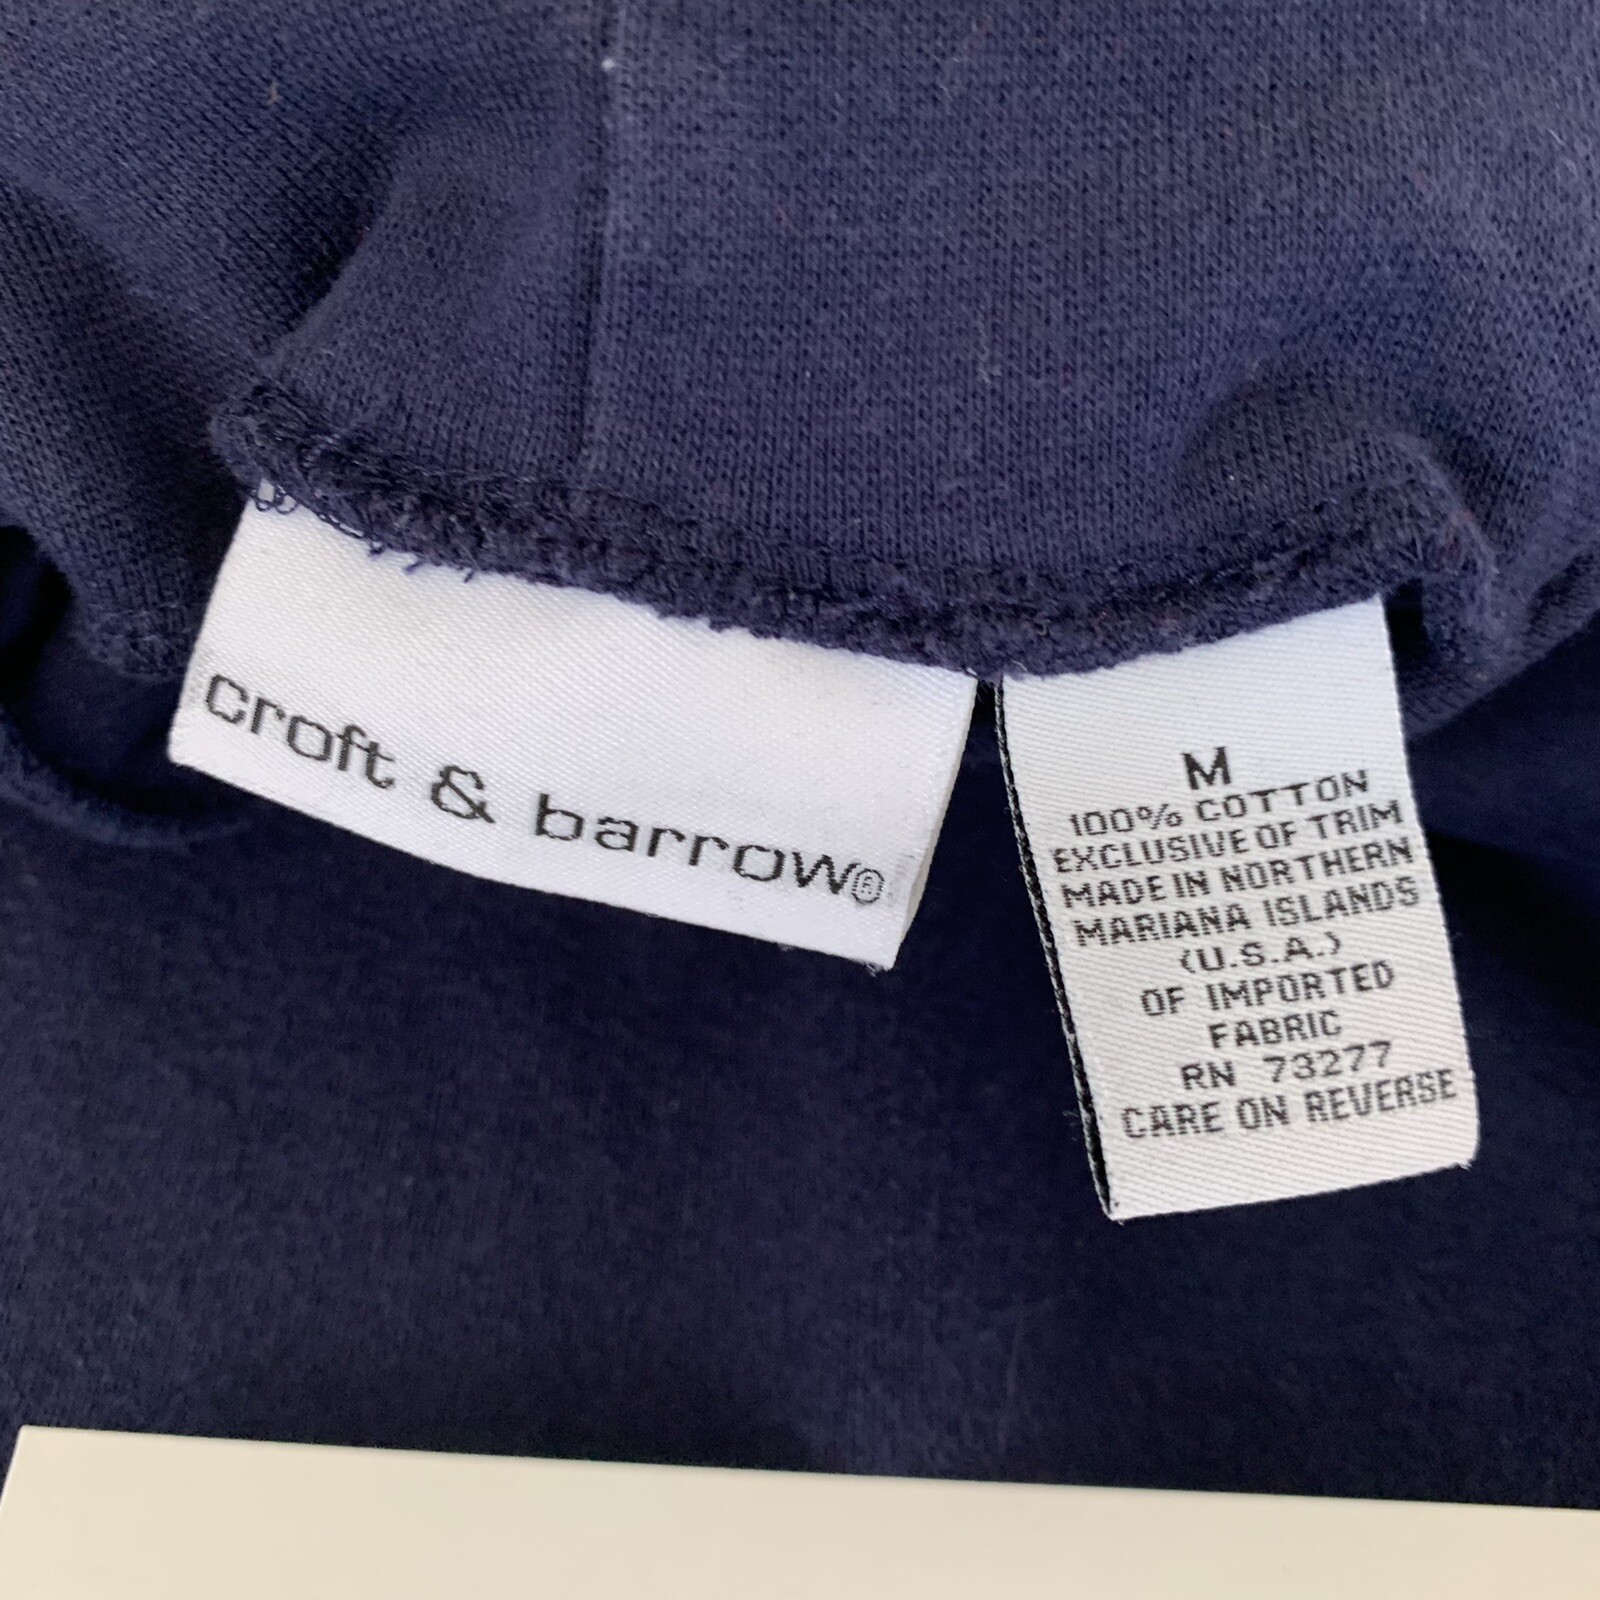 croft & barrow®
M
100% COTTON
EXCLUSIVE OF TRIM
MADE IN NORTHERN
MARIANA ISLANDS
(U.S.A.)
OF IMPORTED
FABRIC
RN 73277
CARE ON REVERSE